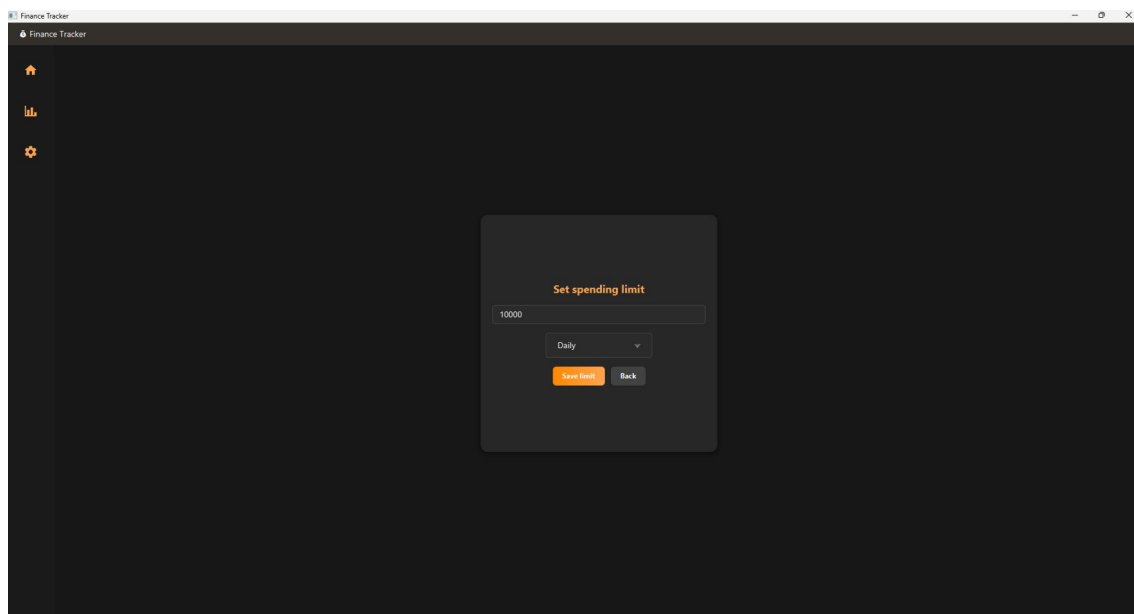 Finance Tracker
Finance Tracker
Set spending limit
10000
Daily
Save limit Back